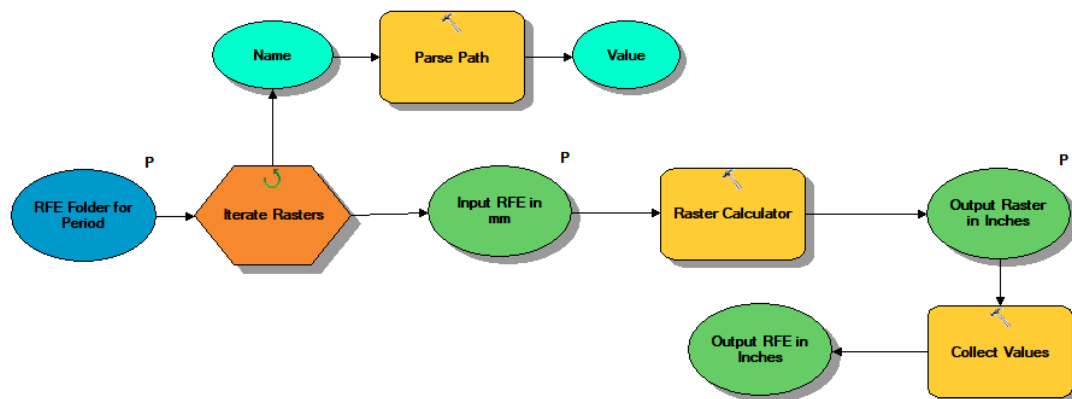 Name
Parse Path
Value
P
RFE Folder for
Period
Iterate Rasters
P
Input RFE in
mm
Raster Calculator
P
Output Raster
in Inches
Output RFE in
Inches
Collect Values